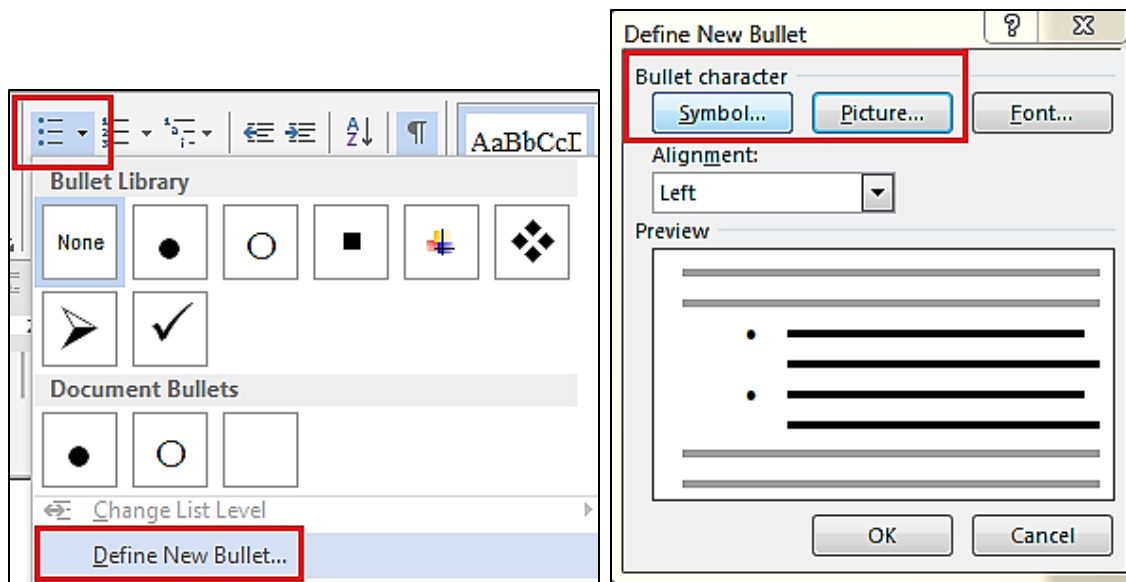 AaBbCcI
Bullet Library
None
Document Bullets
Change List Level
Define New Bullet...
Define New Bullet
Bullet character
Symbol...
Picture...
Font...
Alignment:
Left
Preview
OK
Cancel